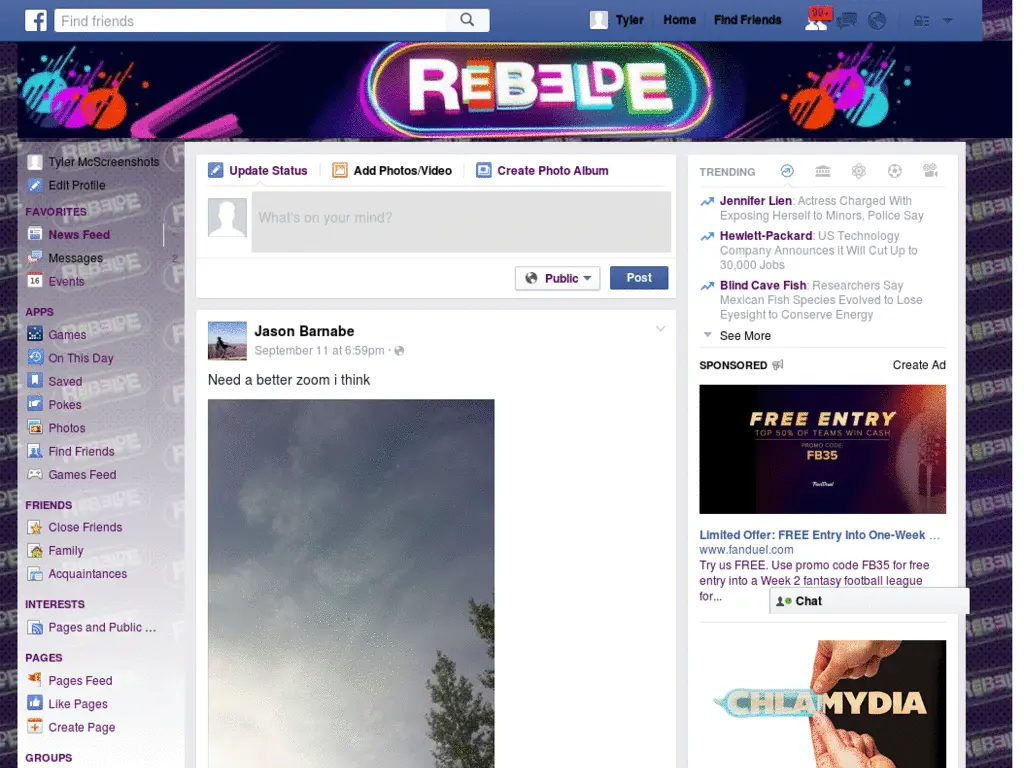 f
Find friends
Tyler
Home
Find Friends
99+
REBELDE
Tyler McScreenshots
Edit Profile
FAVORITES
News Feed
Messages
2
16
Events
APPS
Games
On This Day
Saved
Pokes
Photos
Find Friends
Games Feed
FRIENDS
Close Friends
Family
Acquaintances
INTERESTS
Pages and Public ...
PAGES
Pages Feed
Like Pages
Create Page
GROUPS
Update Status
Add Photos/Video
Create Photo Album
What's on your mind?
Public
Post
Jason Barnabe
September 11 at 6:59pm ·
Need a better zoom i think
TRENDING
Jennifer Lien: Actress Charged With
Exposing Herself to Minors, Police Say
Hewlett-Packard: US Technology
Company Announces it Will Cut Up to
30,000 Jobs
Blind Cave Fish: Researchers Say
Mexican Fish Species Evolved to Lose
Eyesight to Conserve Energy
See More
SPONSORED
Create Ad
FREE ENTRY
TOP 50% OF TEAMS WIN CASH
PROMO CODE
FB35
FanDuel
Limited Offer: FREE Entry Into One-Week ...
www.fanduel.com
Try us FREE. Use promo code FB35 for free
entry into a Week 2 fantasy football league
for...
Chat
CHLAMYDIA